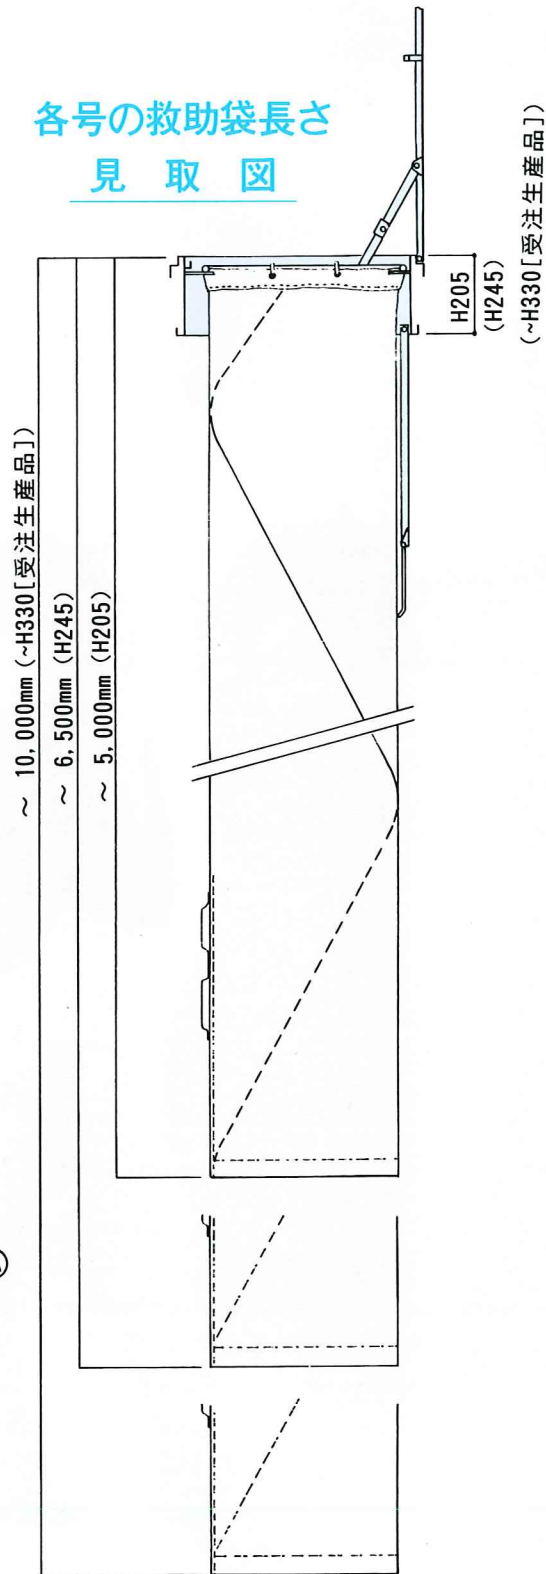 各号の救助袋長さ
見取図
～ 10,000mm (~H330[受注生産品])
～ 6,500mm (H245)
～ 5,000mm (H205)
H205
(H245)
(~H330[受注生産品])